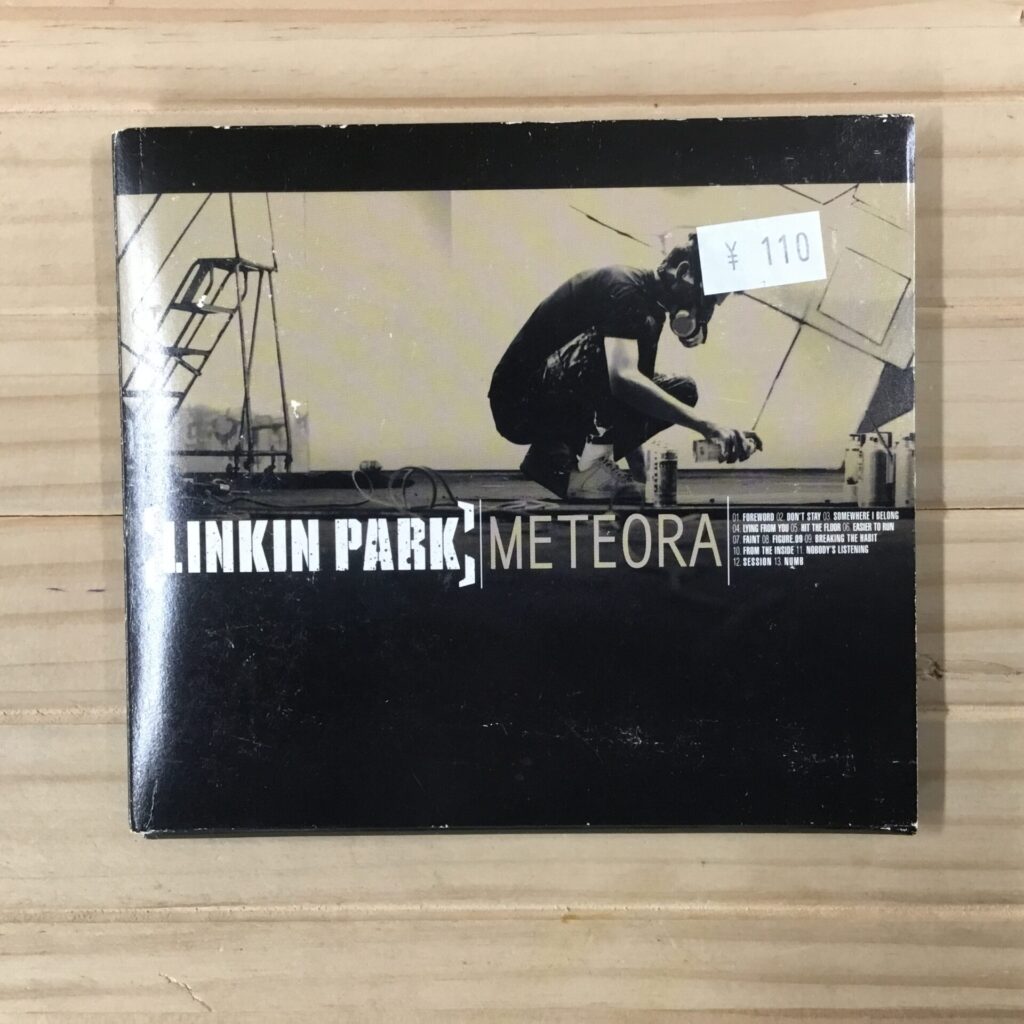 ¥ 110
LINKIN PARK METEORA
01. FOREWORD 02. DON'T STAY 03. SOMEWHERE I BELONG
04. LYING FROM YOU 05. HIT THE FLOOR 06. EASIER TO RUN
07. FAINT 08. FIGURE.09 09. BREAKING THE HABIT
10. FROM THE INSIDE 11. NOBODY'S LISTENING
12. SESSION 13. NUMB